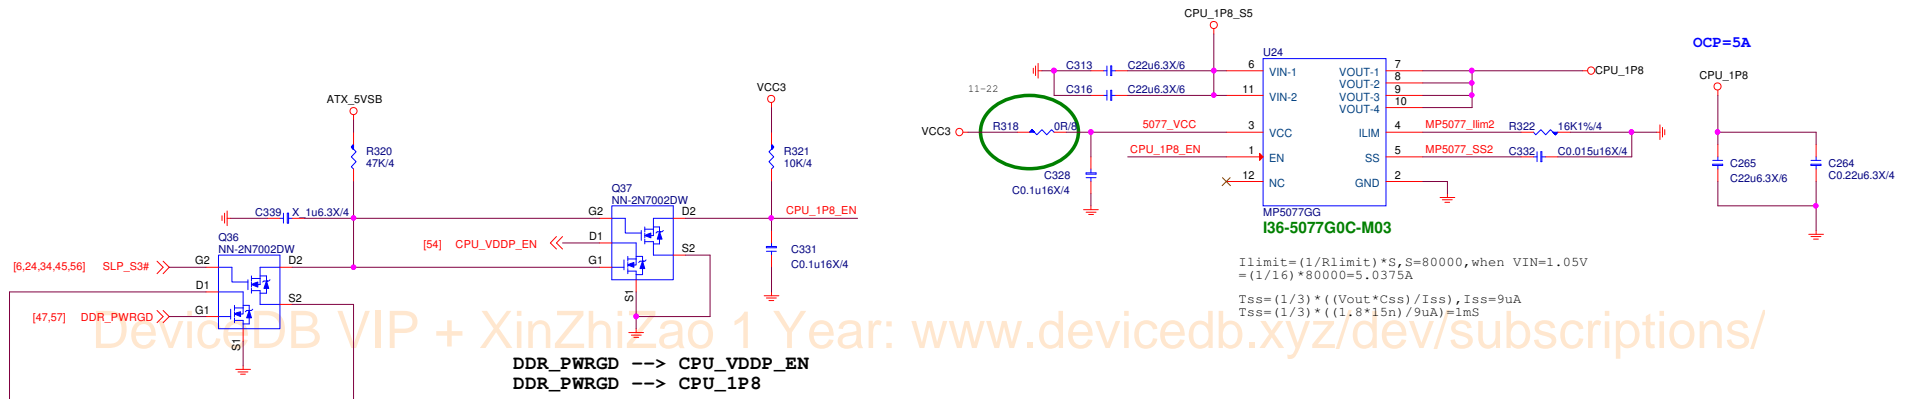 CPU_1P8_S5
OCP=5A
U24
C313
C22u6.3X/6
6
VIN-1
VOUT-1
7
CPU_1P8
VOUT-2
8
C316
C22u6.3X/6
11
VIN-2
VOUT-3
9
VOUT-4
10
CPU_1P8
11-22
VCC3
R318
0R/8
5077_VCC
3
VCC
ILIM
4
MP5077_Ilim2
R322
16K1%/4
CPU_1P8_EN
1
EN
SS
5
MP5077_SS2
C332
C0.015u16X/4
C328
C0.1u16X/4
12
NC
GND
2
C265
C22u6.3X/6
C264
C0.22u6.3X/4
MP5077GG
I36-5077G0C-M03
ATX_5VSB
VCC3
R320
47K/4
R321
10K/4
Q37
NN-2N7002DW
C339
X_1u6.3X/4
G2
D2
CPU_1P8_EN
Q36
NN-2N7002DW
[54]
CPU_VDDP_EN
D1
S2
C331
C0.1u16X/4
[6,24,34,45,56]
SLP_S3#
G2
D2
G1
D1
S2
S1
[47,57]
DDR_PWRGD
G1
S1
Ilimit=(1/Rlimit)*S,S=80000,when VIN=1.05V
=(1/16)*80000=5.0375A
Tss=(1/3)*((Vout*Css)/Iss),Iss=9uA
Tss=(1/3)*((1.8*15n)/9uA)=1mS
DeviceDB VIP + XinZhiZao 1 Year: www.devicedb.xyz/dev/subscriptions/
DDR_PWRGD --> CPU_VDDP_EN
DDR_PWRGD --> CPU_1P8